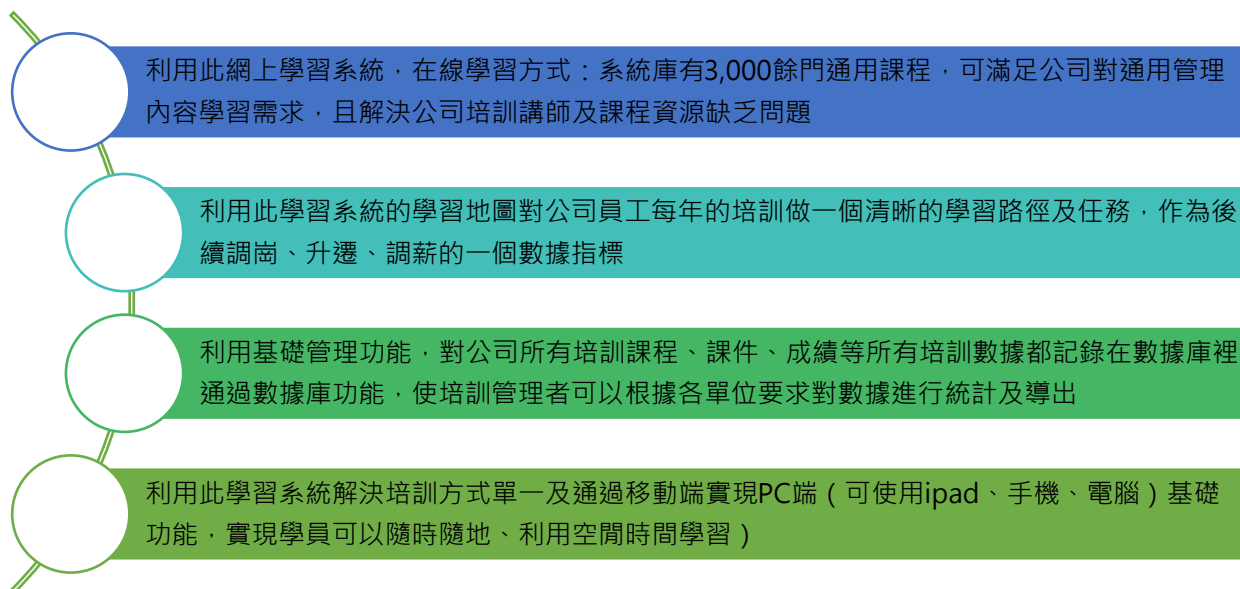 利用此網上學習系統，在線學習方式：系統庫有3,000餘門通用課程，可滿足公司對通用管理
內容學習需求，且解決公司培訓講師及課程資源缺乏問題
利用此學習系統的學習地圖對公司員工每年的培訓做一個清晰的學習路徑及任務，作為後
續調崗、升遷、調薪的一個數據指標
利用基礎管理功能，對公司所有培訓課程、課件、成績等所有培訓數據都記錄在數據庫裡
通過數據庫功能，使培訓管理者可以根據各單位要求對數據進行統計及導出
利用此學習系統解決培訓方式單一及通過移動端實現PC端（可使用ipad、手機、電腦）基礎
功能，實現學員可以隨時隨地、利用空閒時間學習）